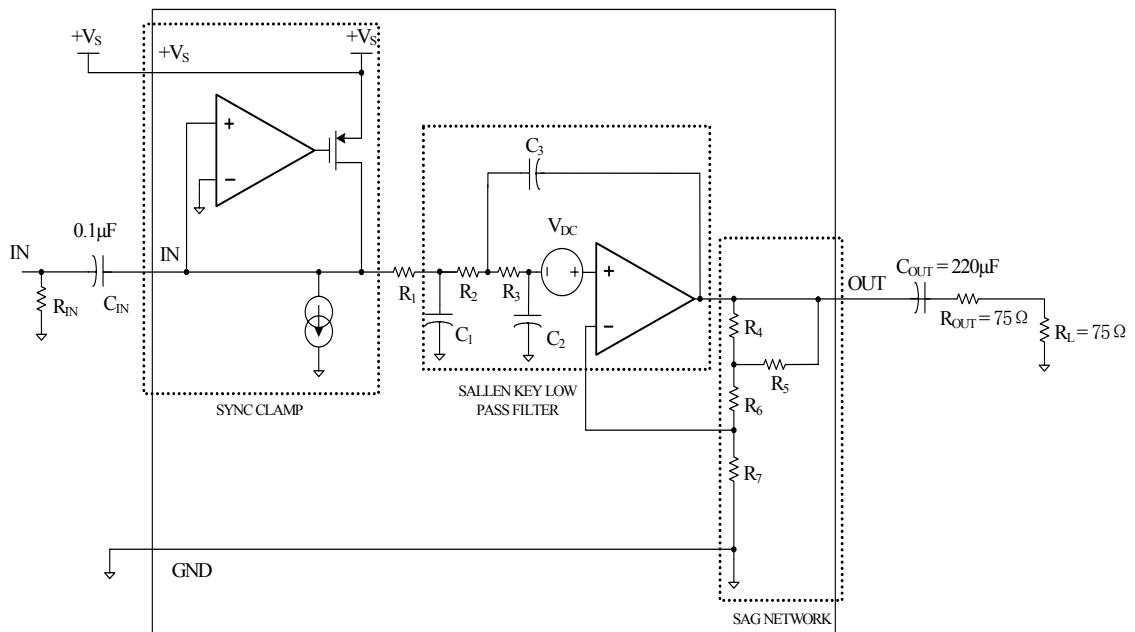 +VS
+VS
+VS
+
−
IN
0.1μF
CIN
RIN
IN
SYNC CLAMP
R1
R2
R3
C1
C2
C3
VDC
+
+
−
SALLEN KEY LOW
PASS FILTER
R4
R5
R6
R7
OUT
COUT = 220μF
ROUT = 75 Ω
RL = 75 Ω
GND
SAG NETWORK